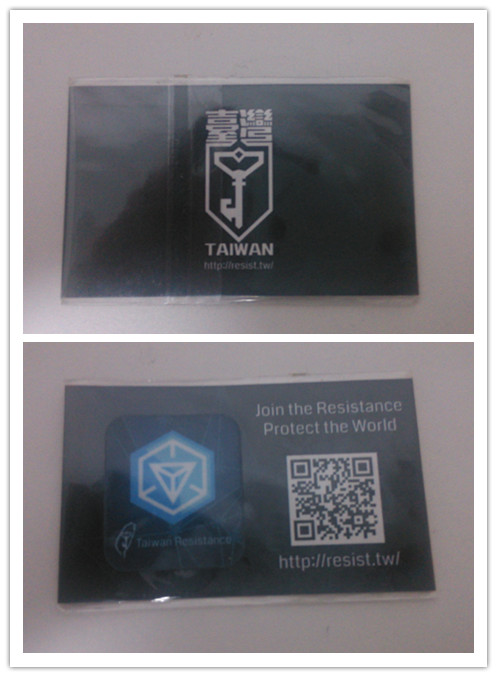 臺灣
TAIWAN
http://resist.tw/
Join the Resistance
Protect the World
Taiwan Resistance
http://resist.tw/